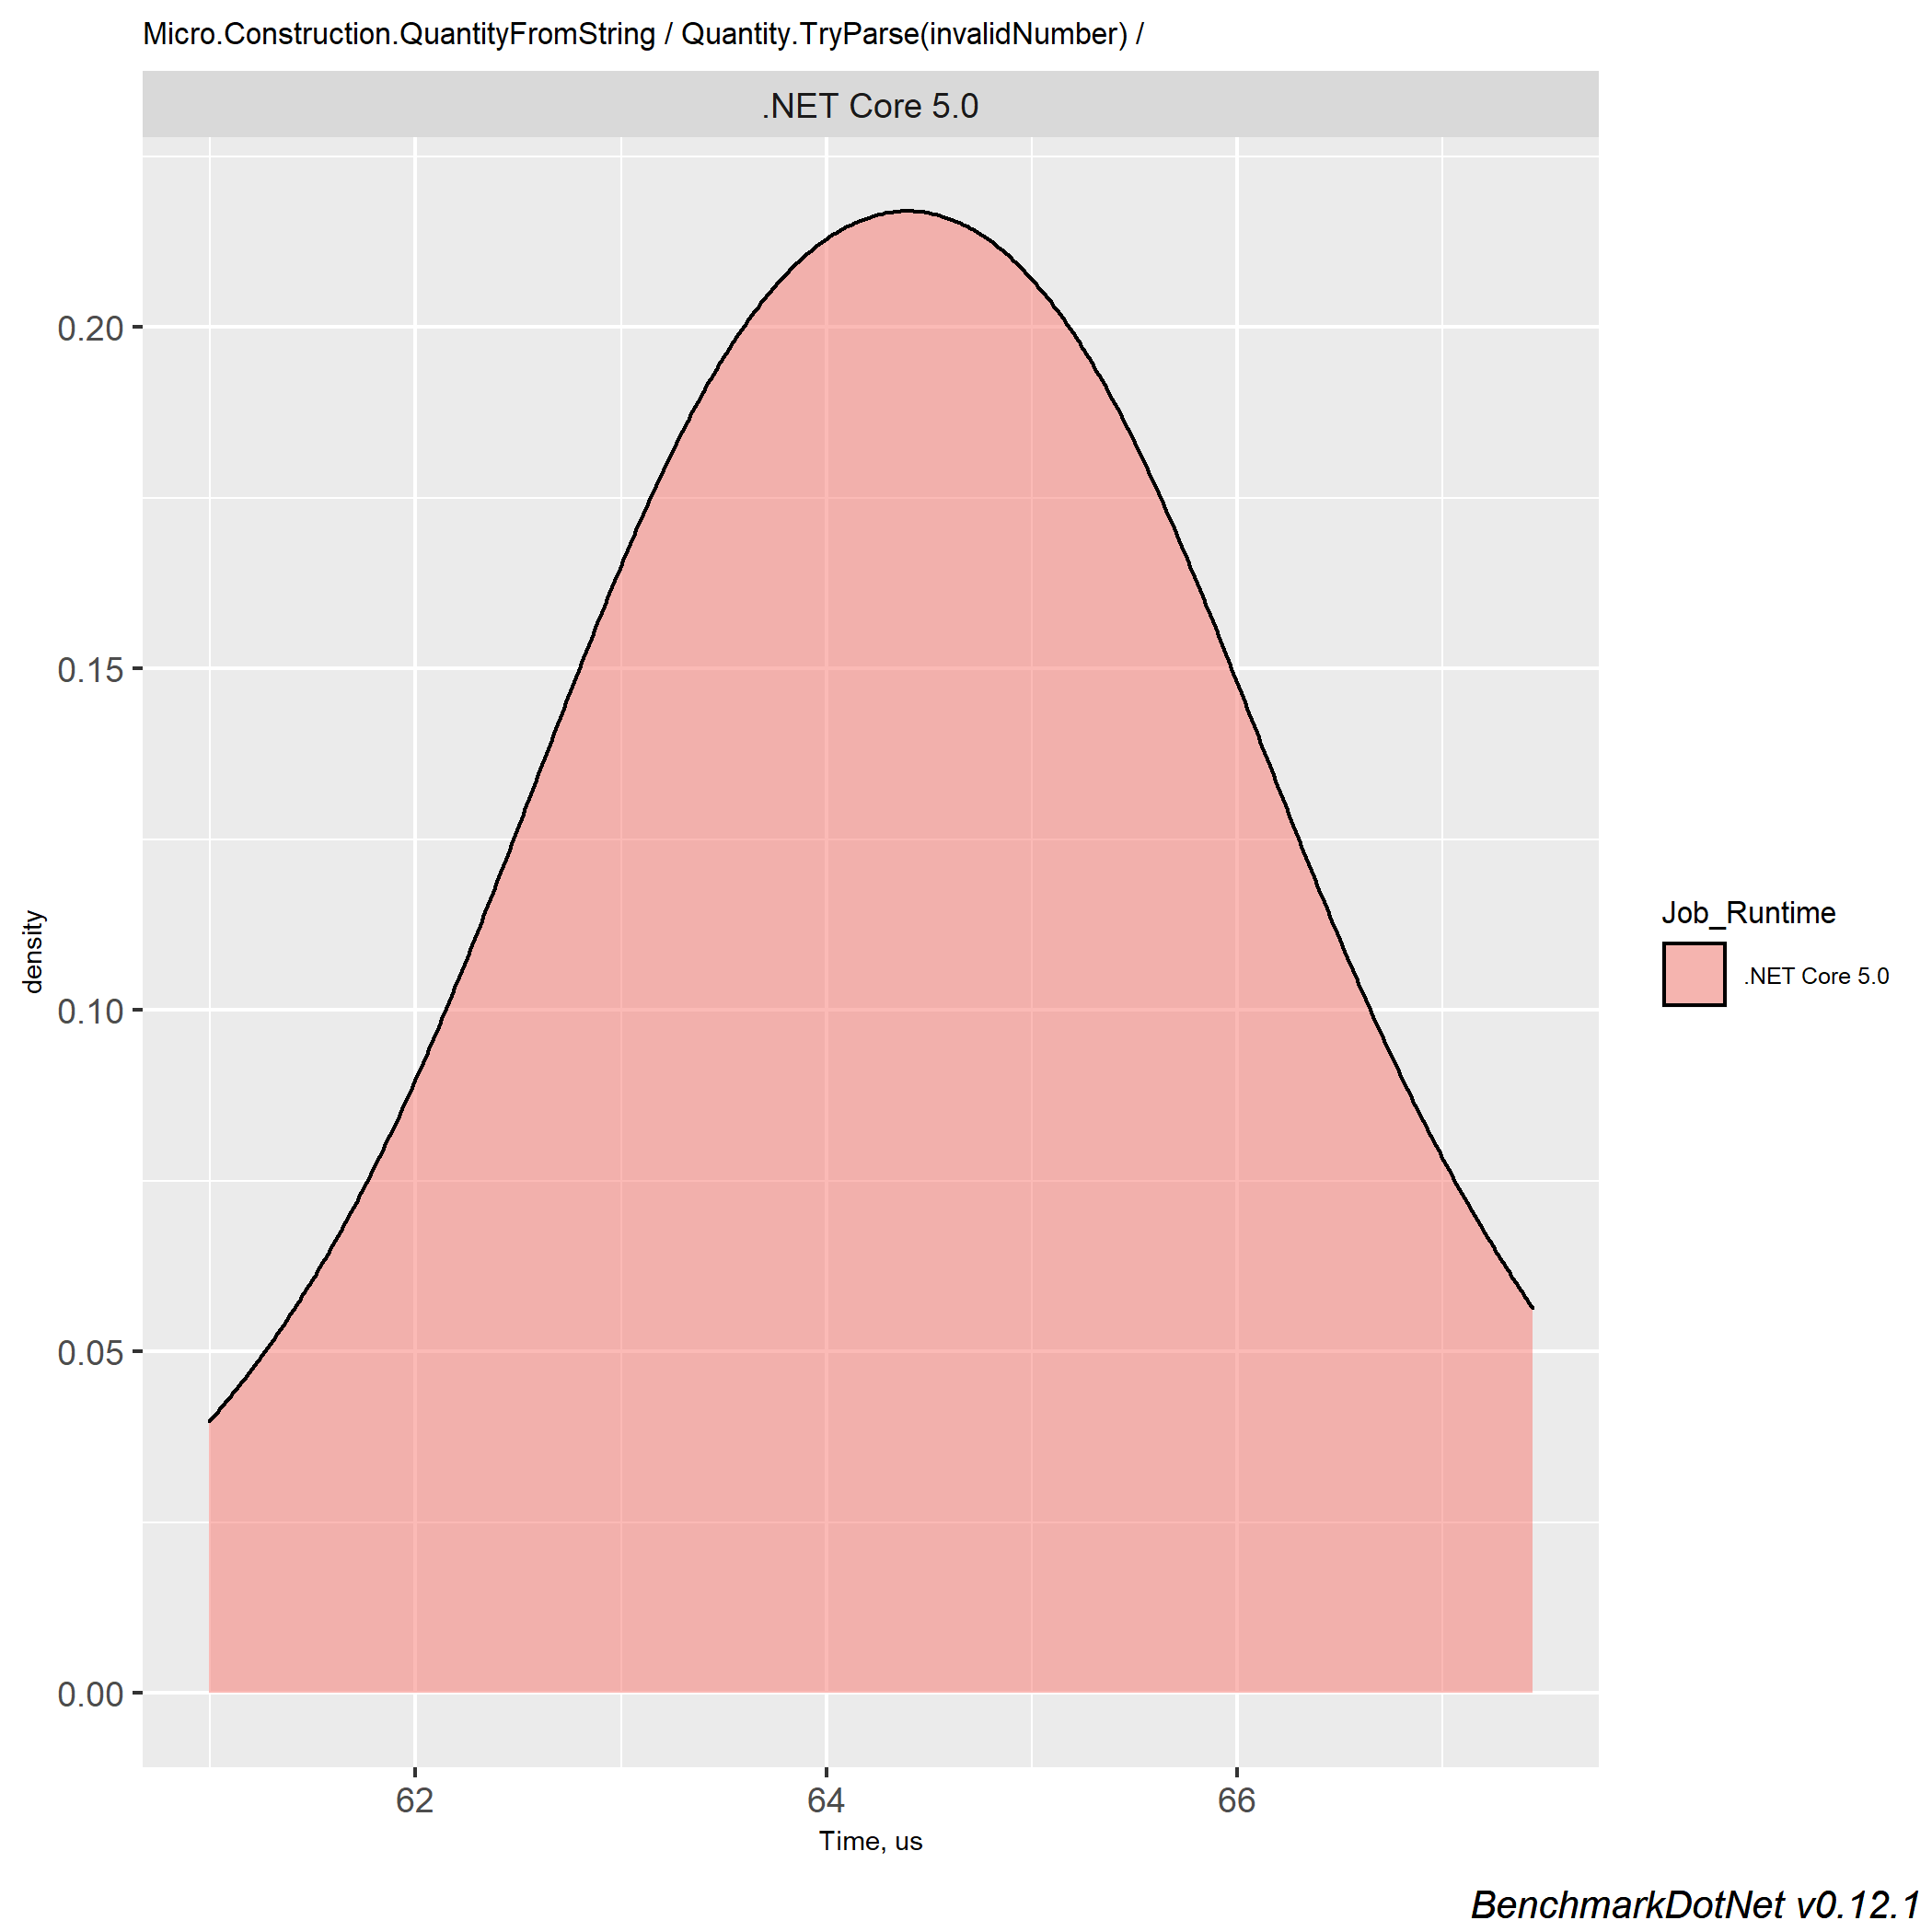 Micro.Construction.QuantityFromString / Quantity.TryParse(invalidNumber) /
.NET Core 5.0
0.20
0.15
0.10
0.05
0.00
density
62
64
66
Time, us
Job_Runtime
.NET Core 5.0
BenchmarkDotNet v0.12.1